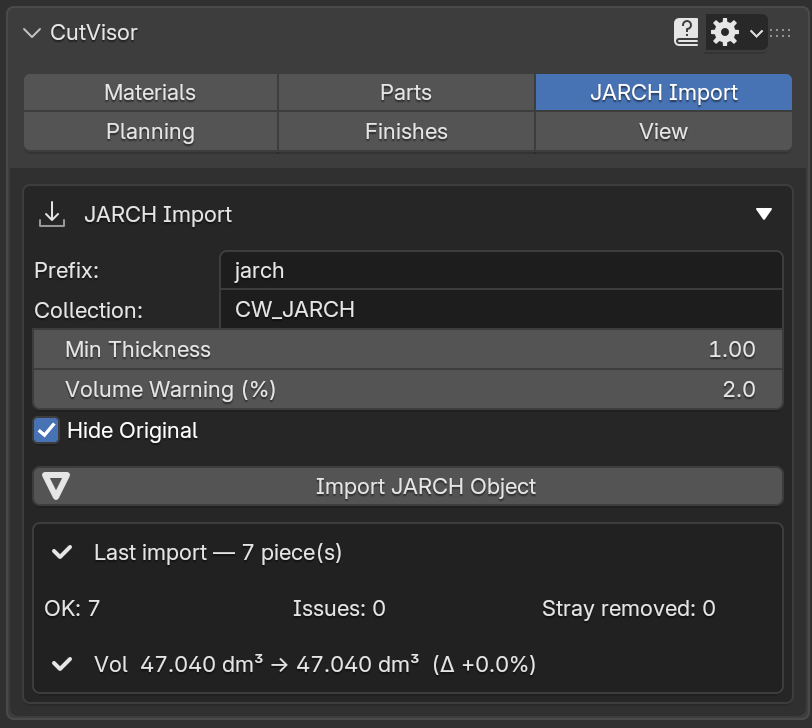 CutVisor
Materials Parts JARCH Import
Planning Finishes View
JARCH Import
Prefix: jarch
Collection: CW_JARCH
Min Thickness 1.00
Volume Warning (%) 2.0
Hide Original
Import JARCH Object
Last import — 7 piece(s)
OK: 7 Issues: 0 Stray removed: 0
Vol 47.040 dm³ → 47.040 dm³ (Δ +0.0%)